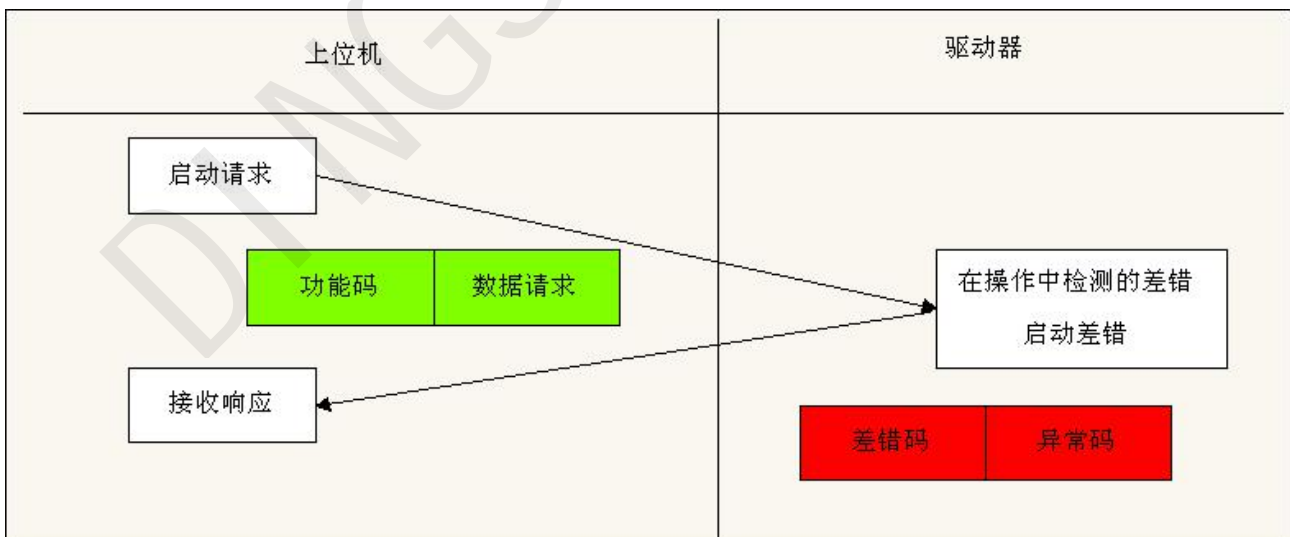 上位机
驱动器
启动请求
功能码 数据请求
在操作中检测的差错
启动差错
接收响应
差错码 异常码
DINGS